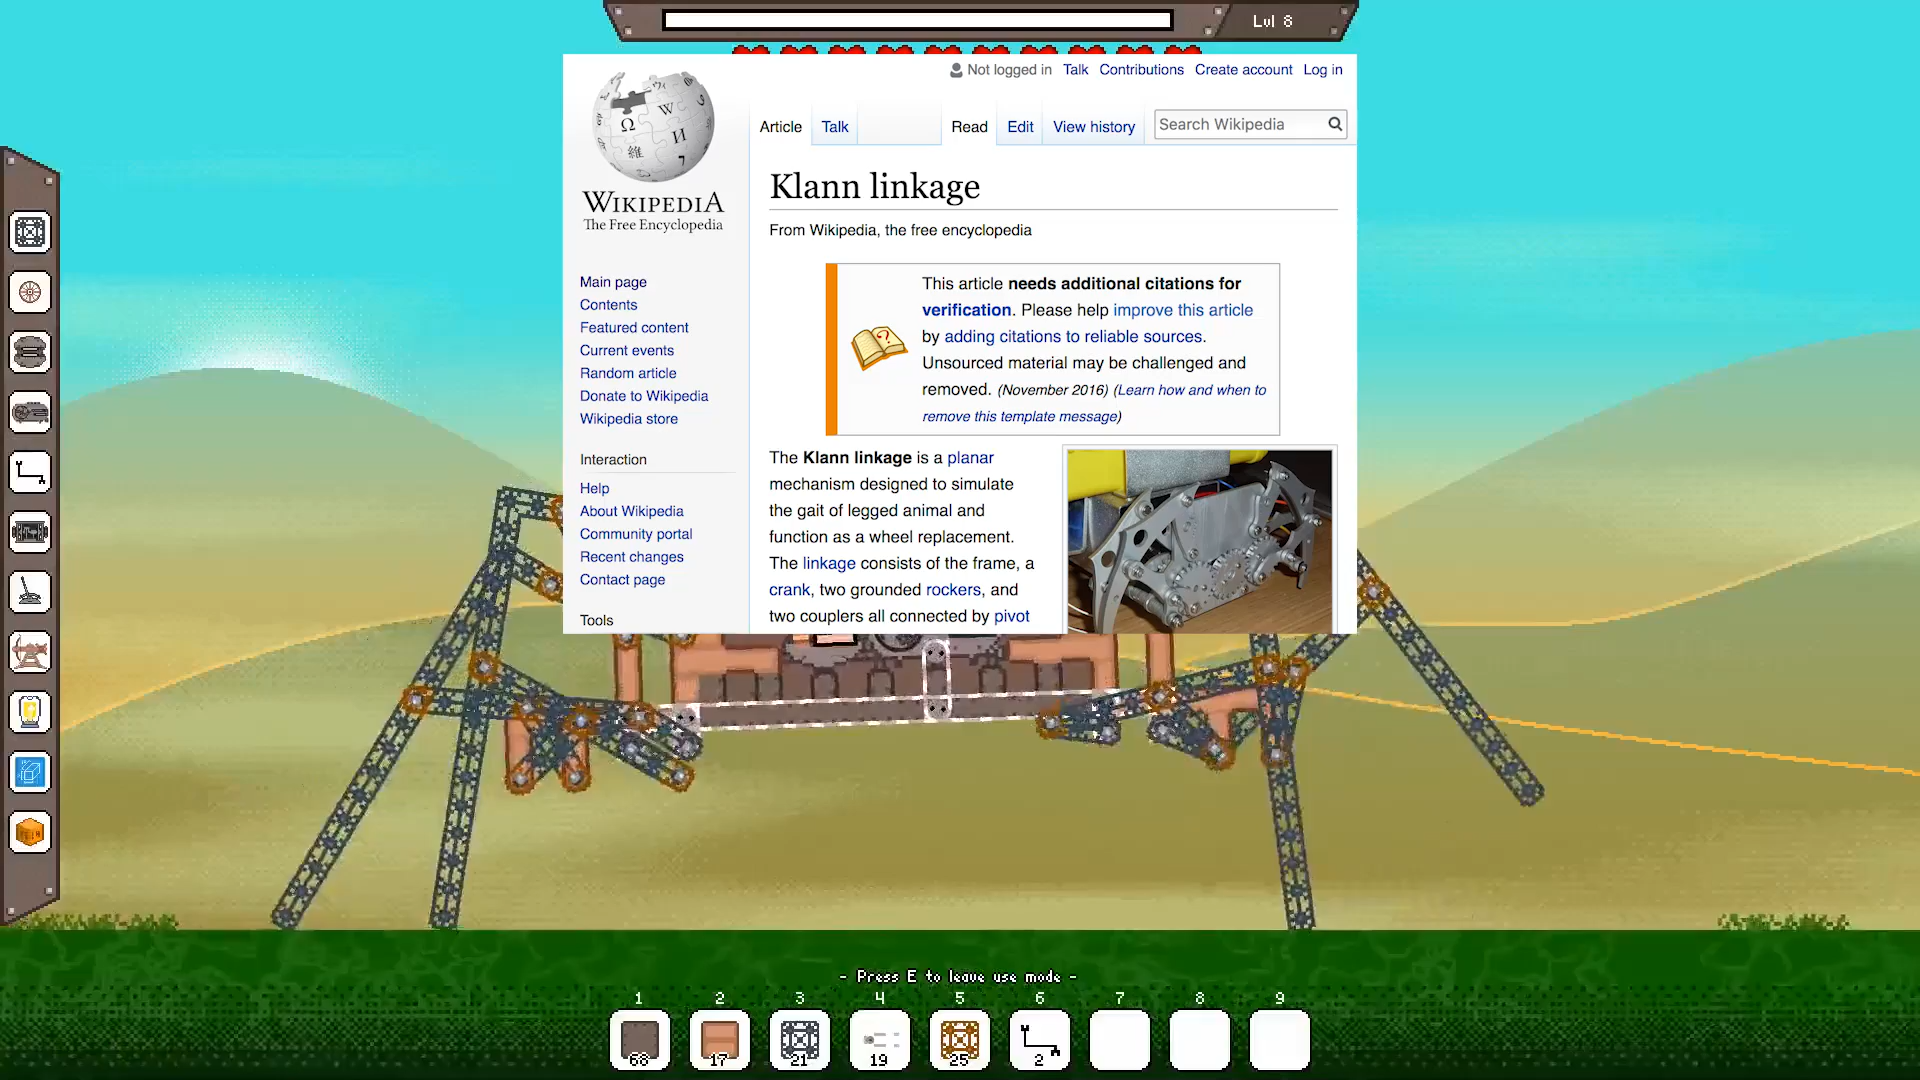 Lvl 8
Not logged in Talk Contributions Create account Log in
Article Talk Read Edit View history Search Wikipedia
WIKIPEDIA
The Free Encyclopedia
Klann linkage
From Wikipedia, the free encyclopedia
Main page
Contents
Featured content
Current events
Random article
Donate to Wikipedia
Wikipedia store
Interaction
Help
About Wikipedia
Community portal
Recent changes
Contact page
Tools
This article needs additional citations for
verification. Please help improve this article
by adding citations to reliable sources.
Unsourced material may be challenged and
removed. (November 2016) (Learn how and when to
remove this template message)
The Klann linkage is a planar
mechanism designed to simulate
the gait of legged animal and
function as a wheel replacement.
The linkage consists of the frame, a
crank, two grounded rockers, and
two couplers all connected by pivot
- Press E to leave use mode -
1 2 3 4 5 6 7 8 9
68 17 21 19 25 2